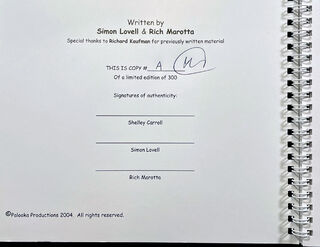 Written by
Simon Lovell & Rich Marotta
Special thanks to Richard Kaufman for previously written material
THIS IS COPY # A
Of a limited edition of 300
Signatures of authenticity:
Shelley Carroll
Simon Lovell
Rich Marotta
©Palooka Productions 2004. All rights reserved.